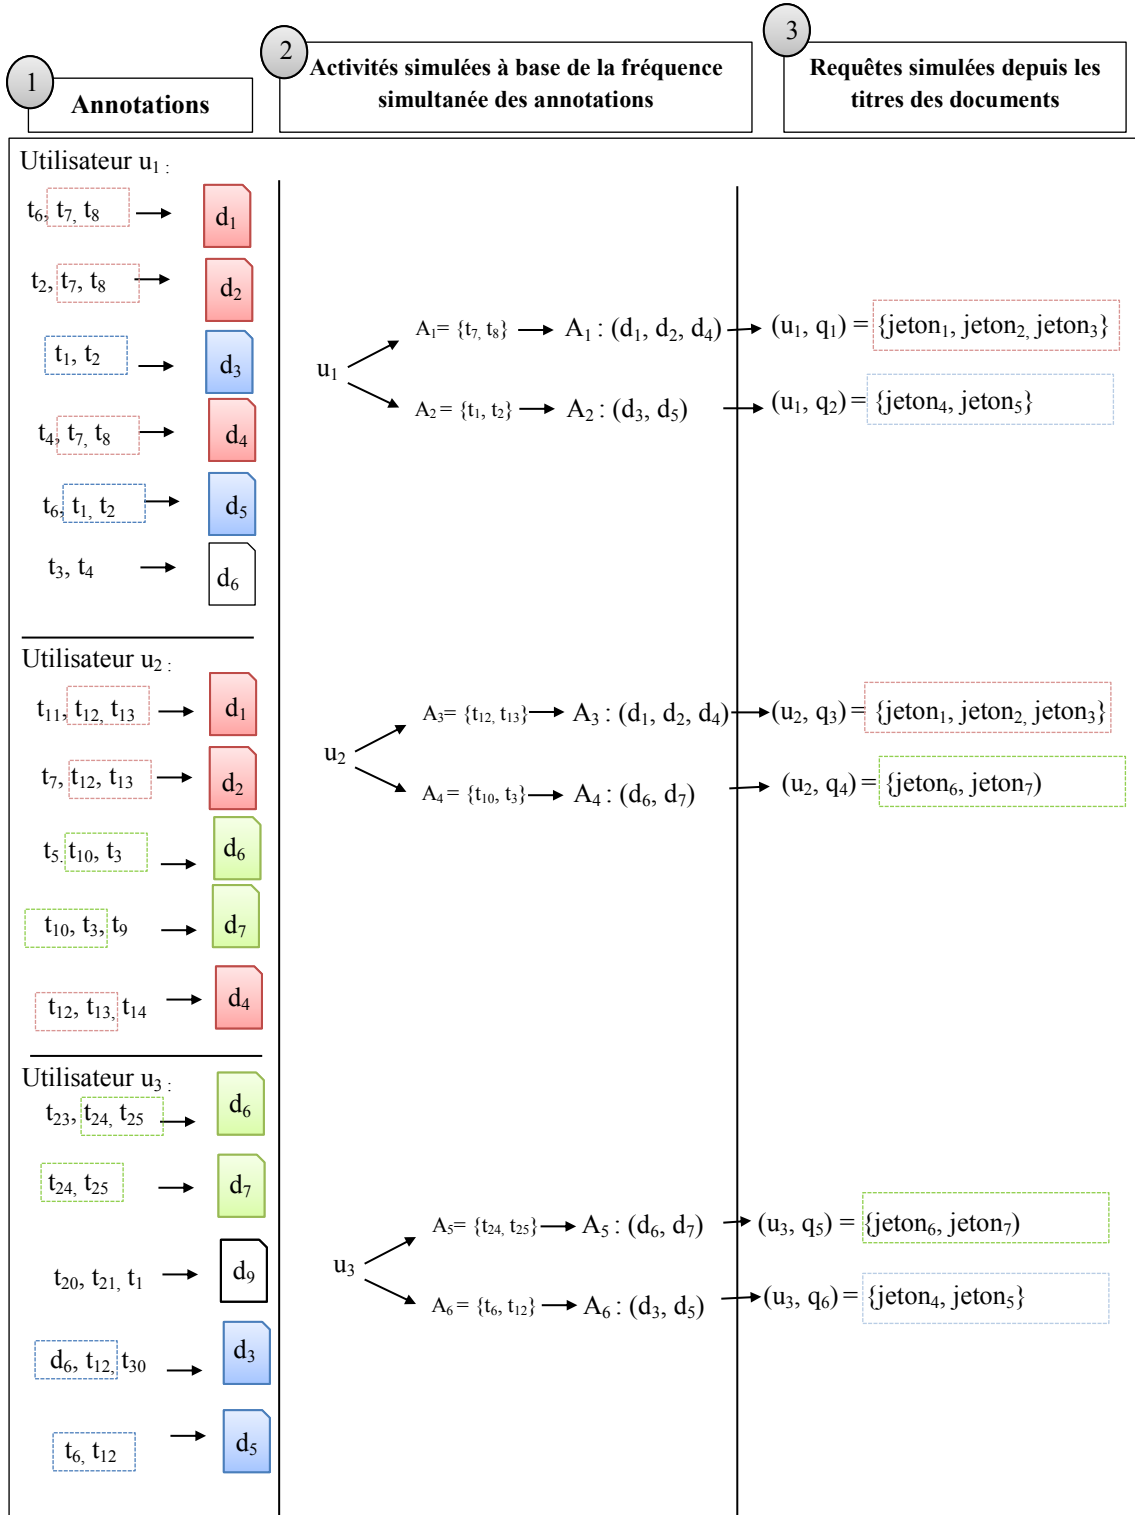 1
Annotations
2
Activités simulées à base de la fréquence
simultanée des annotations
3
Requêtes simulées depuis les
titres des documents
Utilisateur u1 :
t6, t7, t8
d1
t2, t7, t8
d2
t1, t2
d3
t4, t7, t8
d4
t6, t1, t2
d5
t3, t4
d6
u1
A1= {t7, t8}
A1 : (d1, d2, d4)
(u1, q1) = {jeton1, jeton2, jeton3}
A2 = {t1, t2}
A2 : (d3, d5)
(u1, q2) = {jeton4, jeton5}
Utilisateur u2 :
t11, t12, t13
d1
t7, t12, t13
d2
t5, t10, t3
d6
t10, t3, t9
d7
t12, t13, t14
d4
u2
A3= {t12, t13}
A3 : (d1, d2, d4)
(u2, q3) = {jeton1, jeton2, jeton3}
A4 = {t10, t3}
A4 : (d6, d7)
(u2, q4) = {jeton6, jeton7)
Utilisateur u3 :
t23, t24, t25
d6
t24, t25
d7
t20, t21, t1
d9
d6, t12, t30
d3
t6, t12
d5
u3
A5= {t24, t25}
A5 : (d6, d7)
(u3, q5) = {jeton6, jeton7)
A6 = {t6, t12}
A6 : (d3, d5)
(u3, q6) = {jeton4, jeton5}